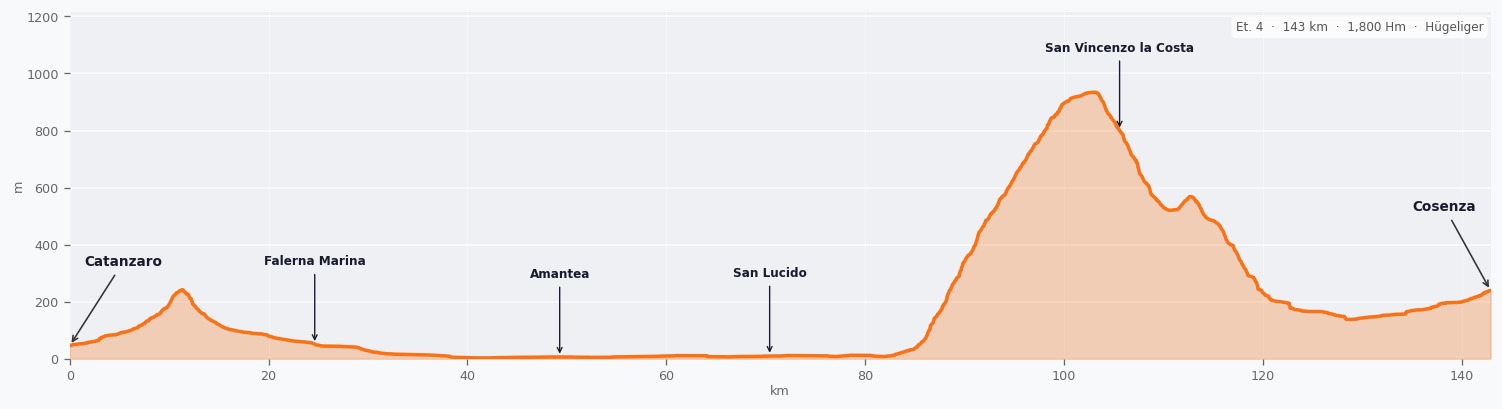 Et. 4 · 143 km · 1,800 Hm · Hügeliger
San Vincenzo la Costa
Cosenza
Catanzaro
Falerna Marina
Amantea
San Lucido
m
1200
1000
800
600
400
200
0
0 20 40 60 80 100 120 140
km